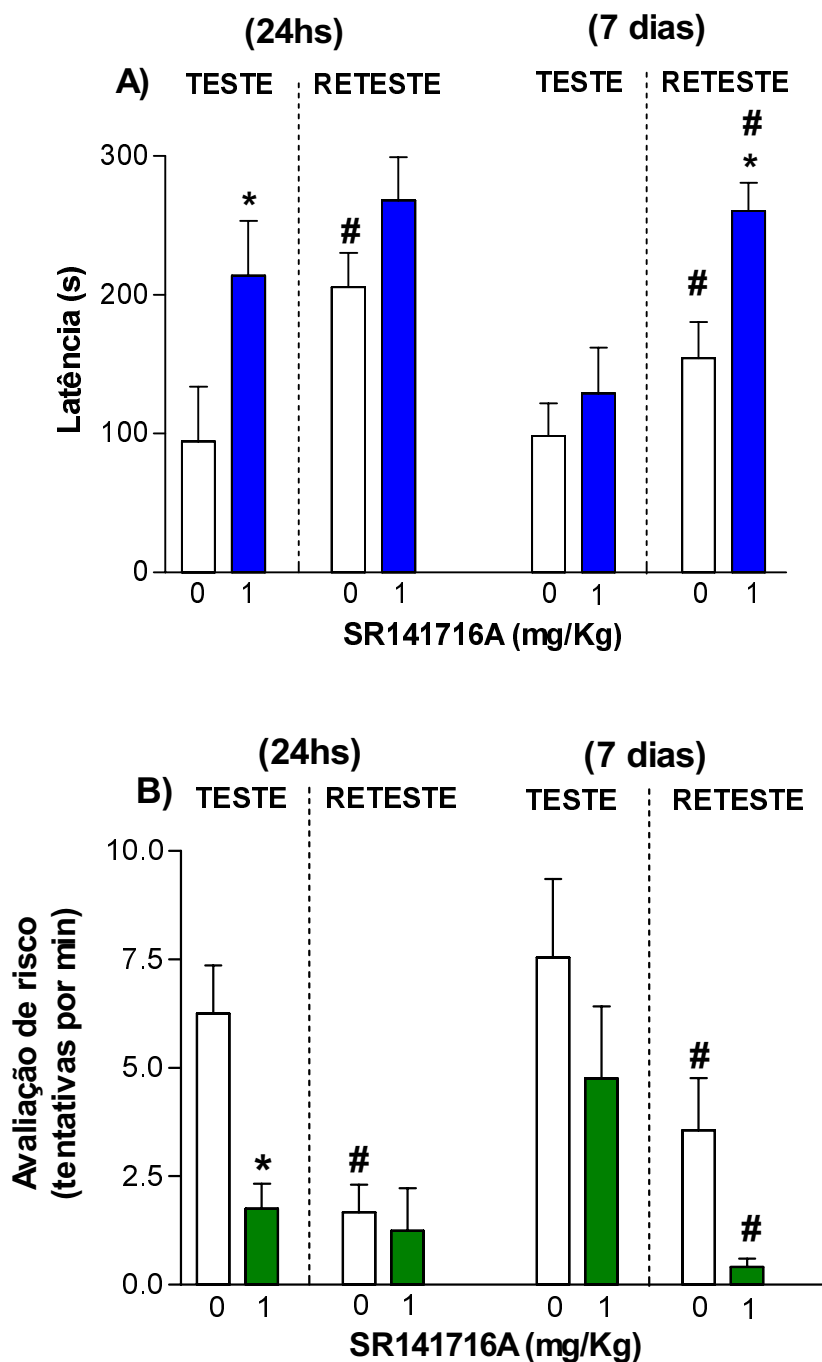 (24hs) (7 dias)
A) TESTE RETESTE TESTE RETESTE
#
300 * *
#
#
200
Latência (s)
100
0
0 1 0 1 0 1 0 1
SR141716A (mg/Kg)
(24hs) (7 dias)
B) TESTE RETESTE TESTE RETESTE
10.0
7.5
Avaliação de risco
(tentativas por min)
5.0
#
2.5
* # #
0.0
0 1 0 1 0 1 0 1
SR141716A (mg/Kg)